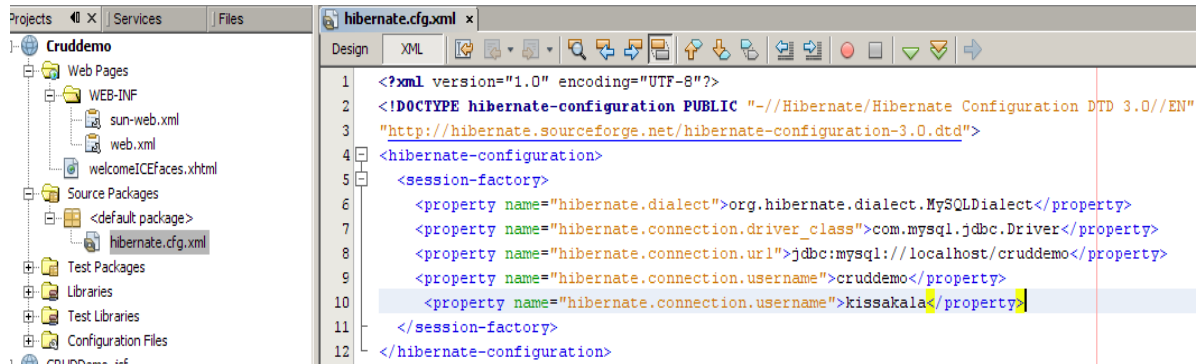 Projects
Services
Files
Cruddemo
Web Pages
WEB-INF
sun-web.xml
web.xml
welcomeICEfaces.xhtml
Source Packages
<default package>
hibernate.cfg.xml
Test Packages
Libraries
Test Libraries
Configuration Files
CRUDDemo-jsf
hibernate.cfg.xml x
Design XML
1 <?xml version="1.0" encoding="UTF-8"?>
2 <!DOCTYPE hibernate-configuration PUBLIC "-//Hibernate/Hibernate Configuration DTD 3.0//EN"
3 "http://hibernate.sourceforge.net/hibernate-configuration-3.0.dtd">
4 <hibernate-configuration>
5 <session-factory>
6 <property name="hibernate.dialect">org.hibernate.dialect.MySQLDialect</property>
7 <property name="hibernate.connection.driver_class">com.mysql.jdbc.Driver</property>
8 <property name="hibernate.connection.url">jdbc:mysql://localhost/cruddemo</property>
9 <property name="hibernate.connection.username">cruddemo</property>
10 <property name="hibernate.connection.username">kissakala</property>
11 </session-factory>
12 </hibernate-configuration>